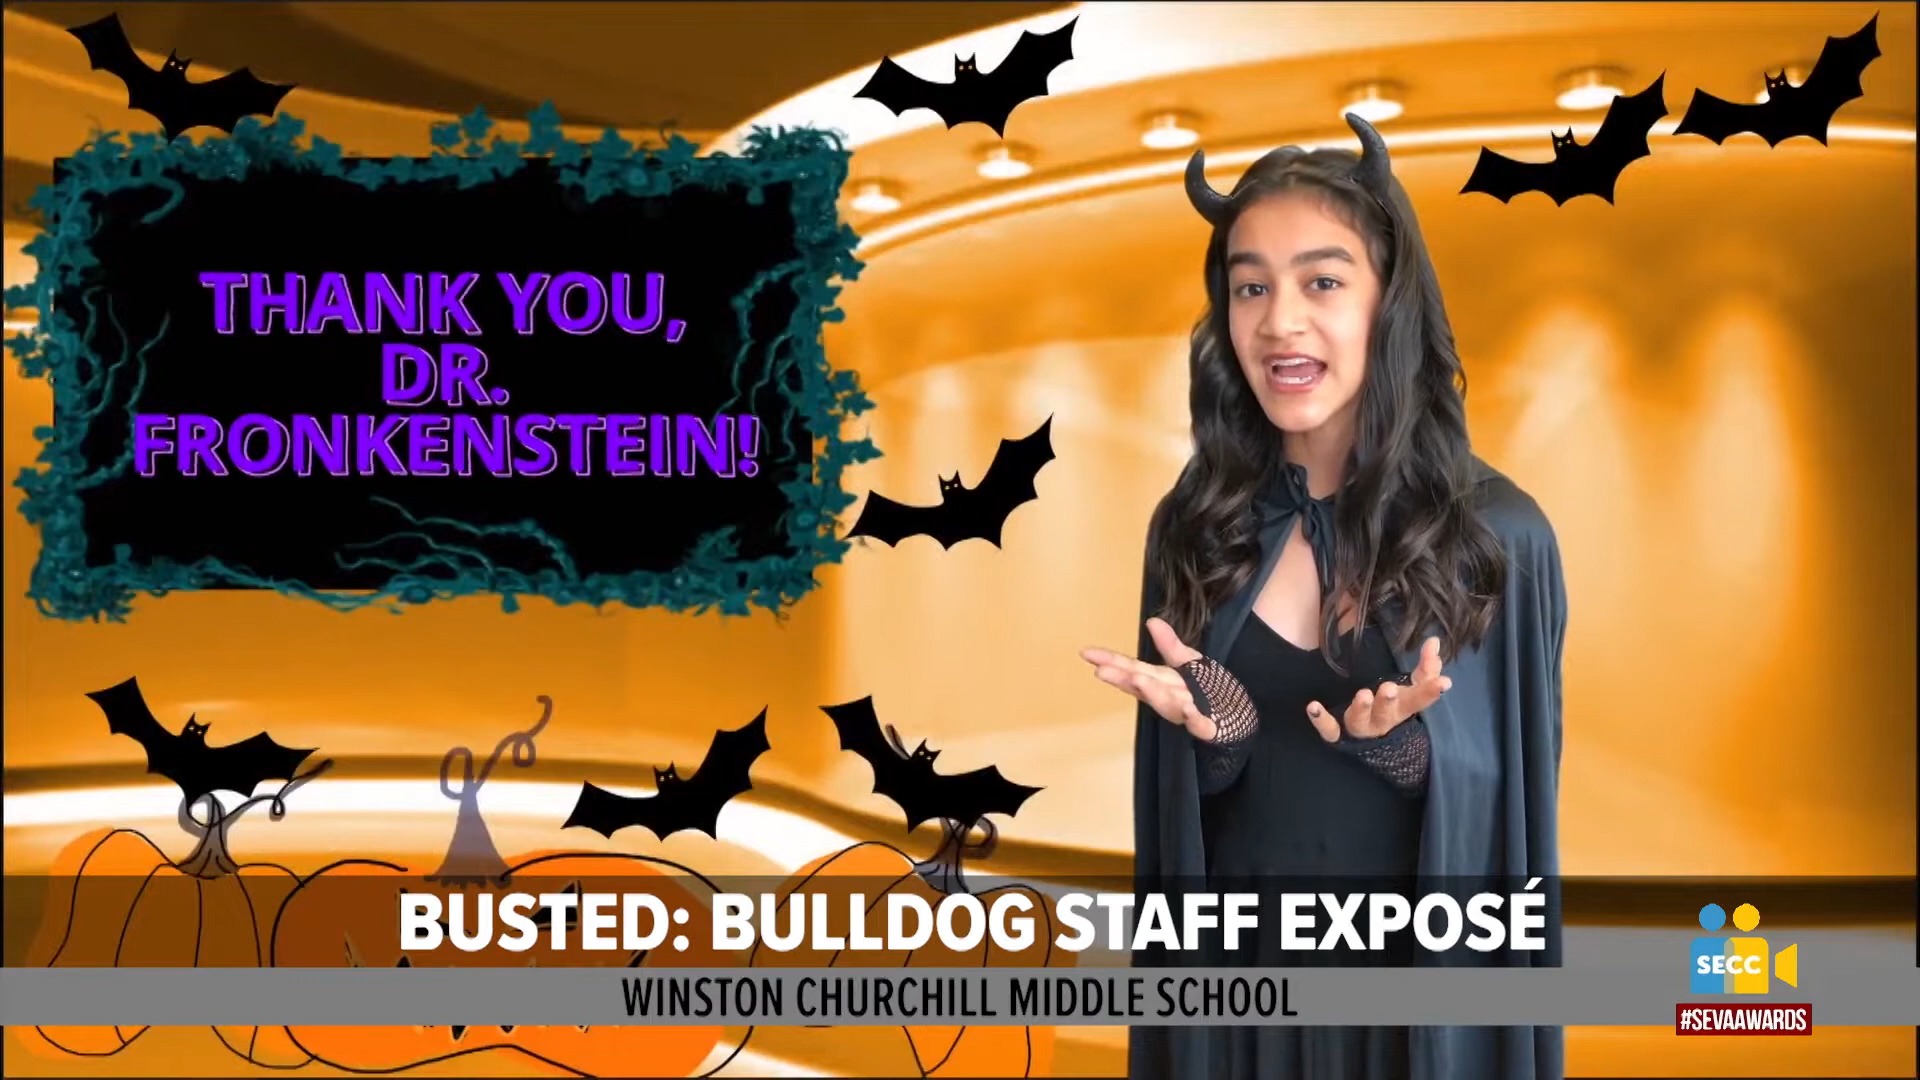 THANK YOU,
DR.
FRONKENSTEIN!
BUSTED: BULLDOG STAFF EXPOSÉ
WINSTON CHURCHILL MIDDLE SCHOOL
SECC
#SEVAAWARDS